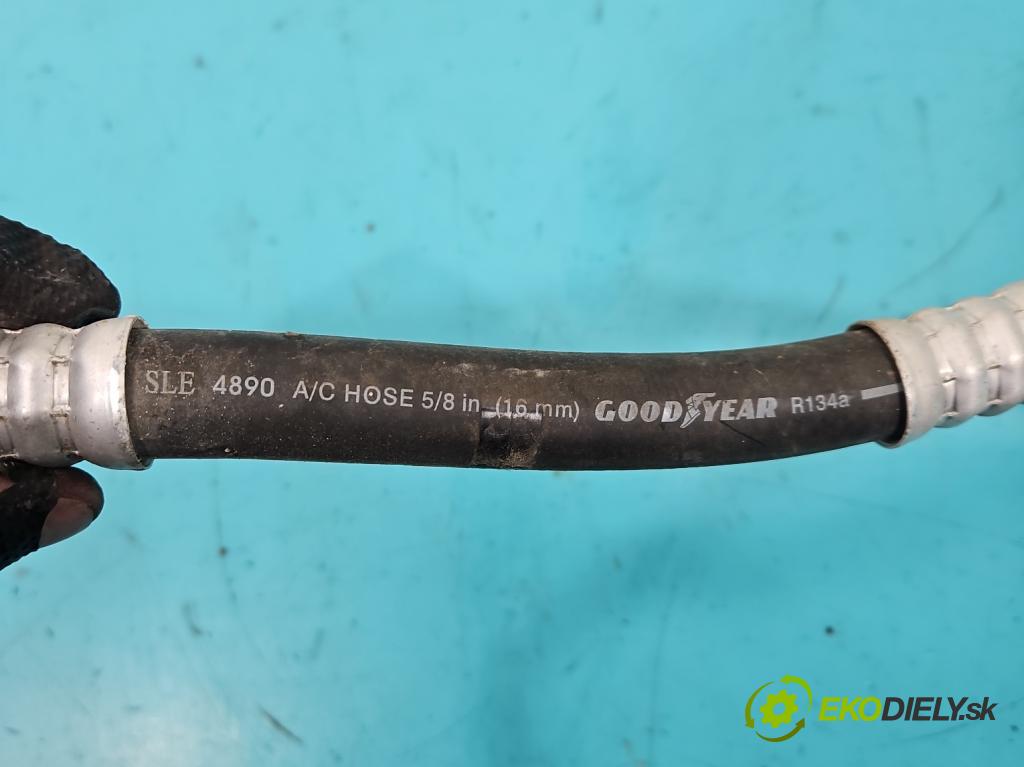 SLE 4890 A/C HOSE 5/8 in. (16 mm) GOODYEAR R134a
EKODIELY.sk